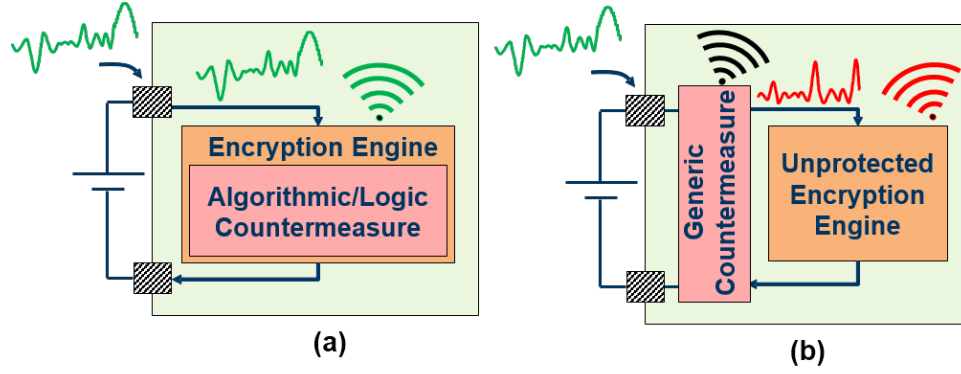 Encryption Engine
Algorithmic/Logic
Countermeasure
(a)
Generic
Countermeasure
Unprotected
Encryption
Engine
(b)